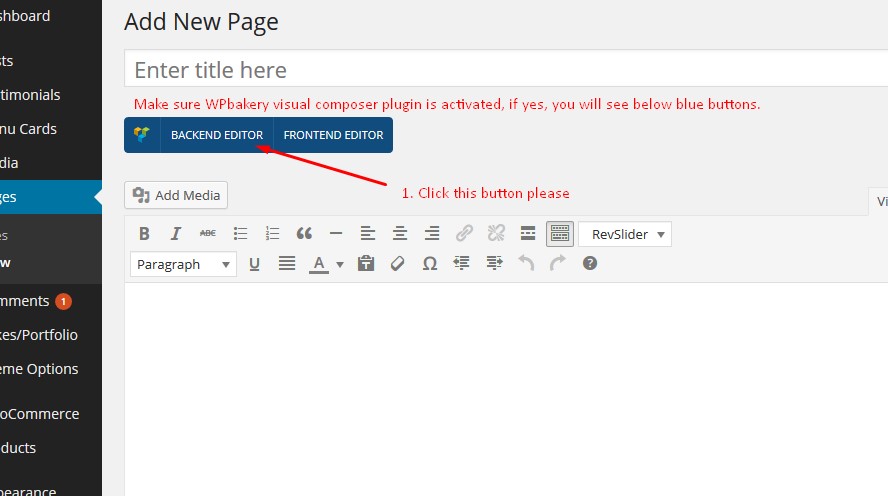 shboard
sts
timonials
nu Cards
dia
ges
es
w
mments 1
kes/Portfolio
eme Options
oCommerce
ducts
pearance
Add New Page
Enter title here
Make sure WPbakery visual composer plugin is activated, if yes, you will see below blue buttons.
BACKEND EDITOR FRONTEND EDITOR
1. Click this button please
Add Media
Vi
B I ABC RevSlider
Paragraph U A T Ω ?